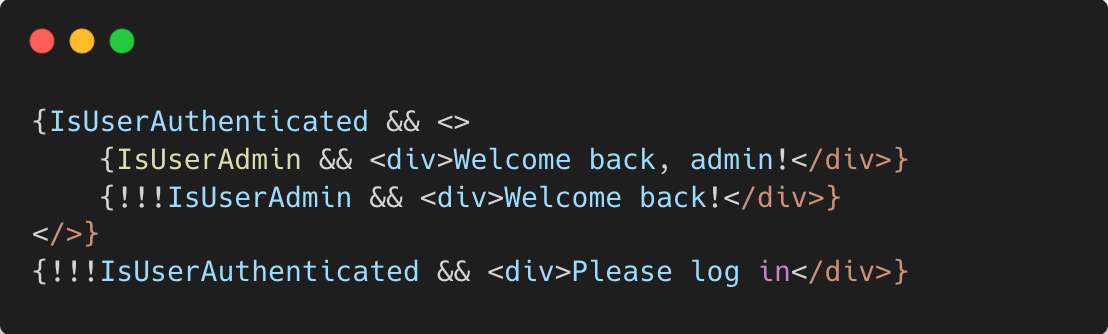 {IsUserAuthenticated && <>
    {IsUserAdmin && <div>Welcome back, admin!</div>}
    {!!!IsUserAdmin && <div>Welcome back!</div>}
</>}
{!!!IsUserAuthenticated && <div>Please log in</div>}